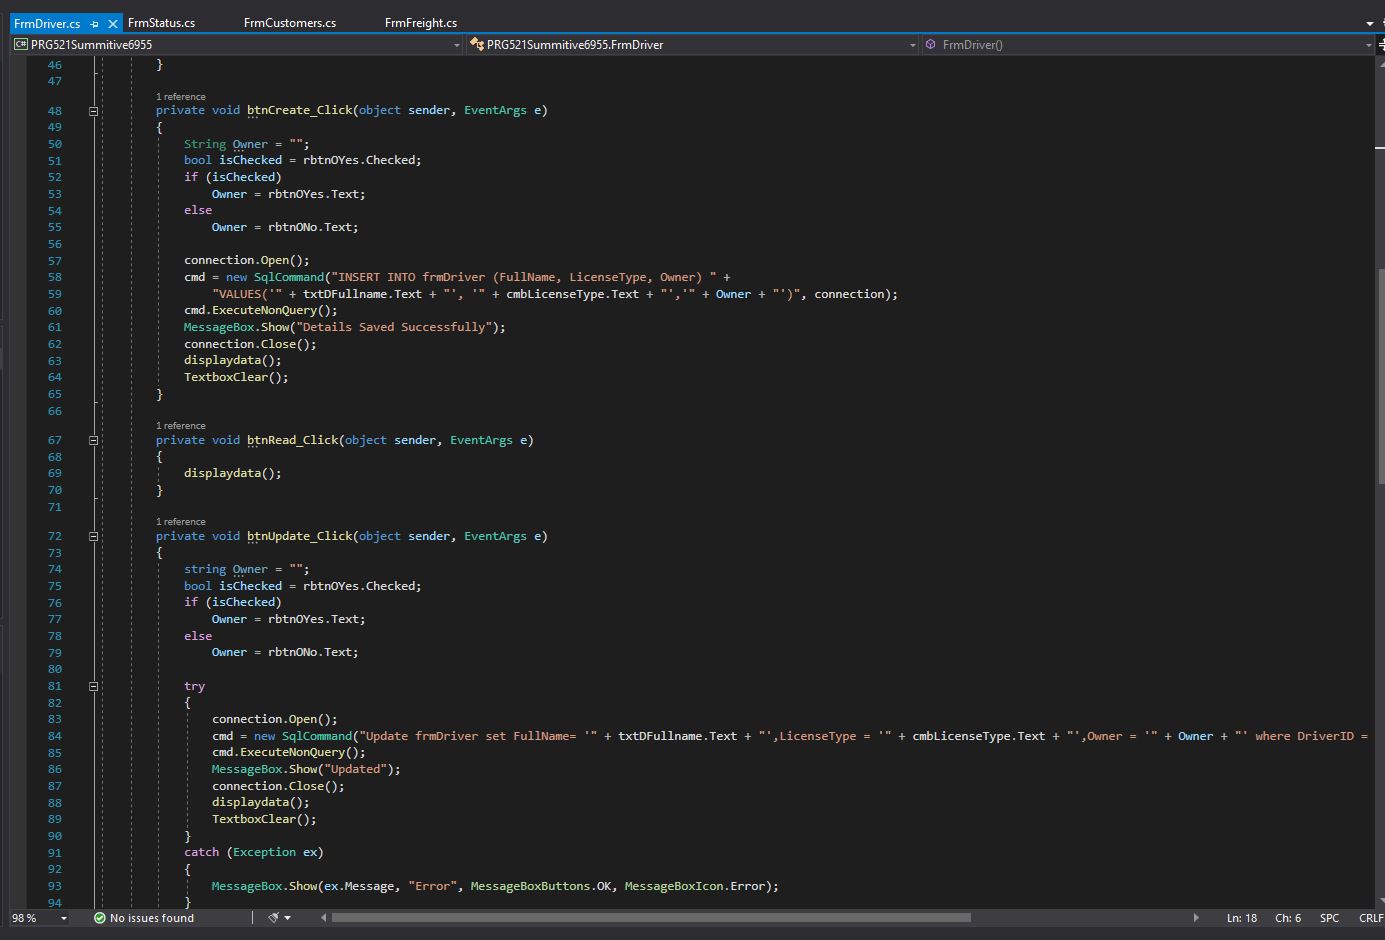 FrmDriver.cs FrmStatus.cs FrmCustomers.cs FrmFreight.cs
C# PRG521Summitive6955 PRG521Summitive6955.FrmDriver FrmDriver()
46 }
47
1 reference
48 private void btnCreate_Click(object sender, EventArgs e)
49 {
50 String Owner = "";
51 bool isChecked = rbtnOYes.Checked;
52 if (isChecked)
53 Owner = rbtnOYes.Text;
54 else
55 Owner = rbtnONo.Text;
56
57 connection.Open();
58 cmd = new SqlCommand("INSERT INTO frmDriver (FullName, LicenseType, Owner) " +
59 "VALUES('" + txtDFullname.Text + "', '" + cmbLicenseType.Text + "','" + Owner + "')", connection);
60 cmd.ExecuteNonQuery();
61 MessageBox.Show("Details Saved Successfully");
62 connection.Close();
63 displaydata();
64 TextboxClear();
65 }
66
1 reference
67 private void btnRead_Click(object sender, EventArgs e)
68 {
69 displaydata();
70 }
71
1 reference
72 private void btnUpdate_Click(object sender, EventArgs e)
73 {
74 string Owner = "";
75 bool isChecked = rbtnOYes.Checked;
76 if (isChecked)
77 Owner = rbtnOYes.Text;
78 else
79 Owner = rbtnONo.Text;
80
81 try
82 {
83 connection.Open();
84 cmd = new SqlCommand("Update frmDriver set FullName= '" + txtDFullname.Text + "',LicenseType = '" + cmbLicenseType.Text + "',Owner = '" + Owner + "' where DriverID =
85 cmd.ExecuteNonQuery();
86 MessageBox.Show("Updated");
87 connection.Close();
88 displaydata();
89 TextboxClear();
90 }
91 catch (Exception ex)
92 {
93 MessageBox.Show(ex.Message, "Error", MessageBoxButtons.OK, MessageBoxIcon.Error);
94 }
98 % No issues found Ln: 18 Ch: 6 SPC CRLF